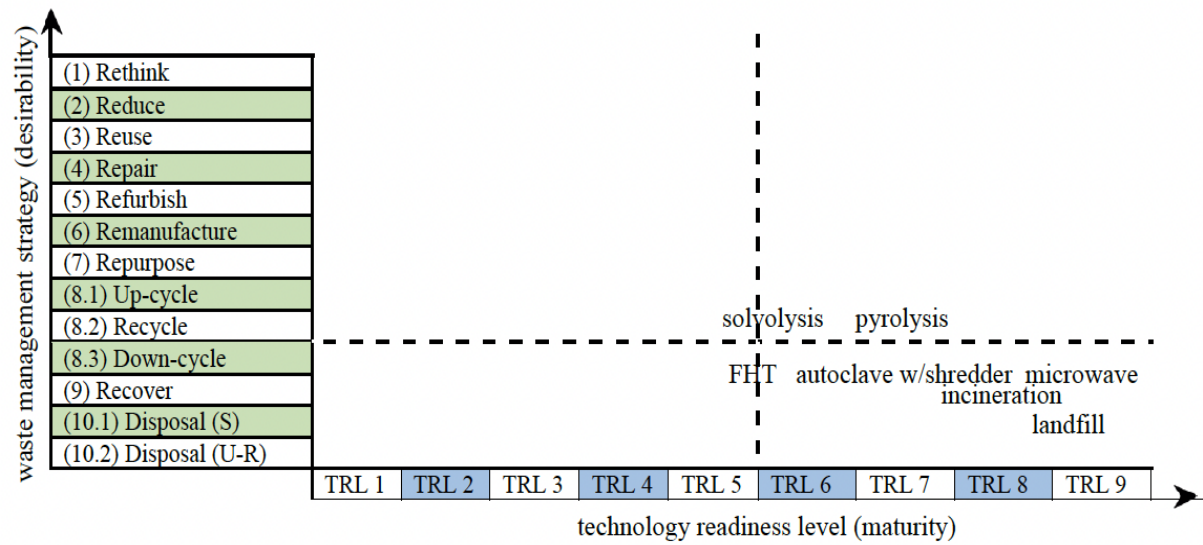 waste management strategy (desirability)
(1) Rethink
(2) Reduce
(3) Reuse
(4) Repair
(5) Refurbish
(6) Remanufacture
(7) Repurpose
(8.1) Up-cycle
(8.2) Recycle
(8.3) Down-cycle
(9) Recover
(10.1) Disposal (S)
(10.2) Disposal (U-R)
solvolysis pyrolysis
FHT autoclave w/shredder microwave
incineration
landfill
TRL 1 TRL 2 TRL 3 TRL 4 TRL 5 TRL 6 TRL 7 TRL 8 TRL 9
technology readiness level (maturity)